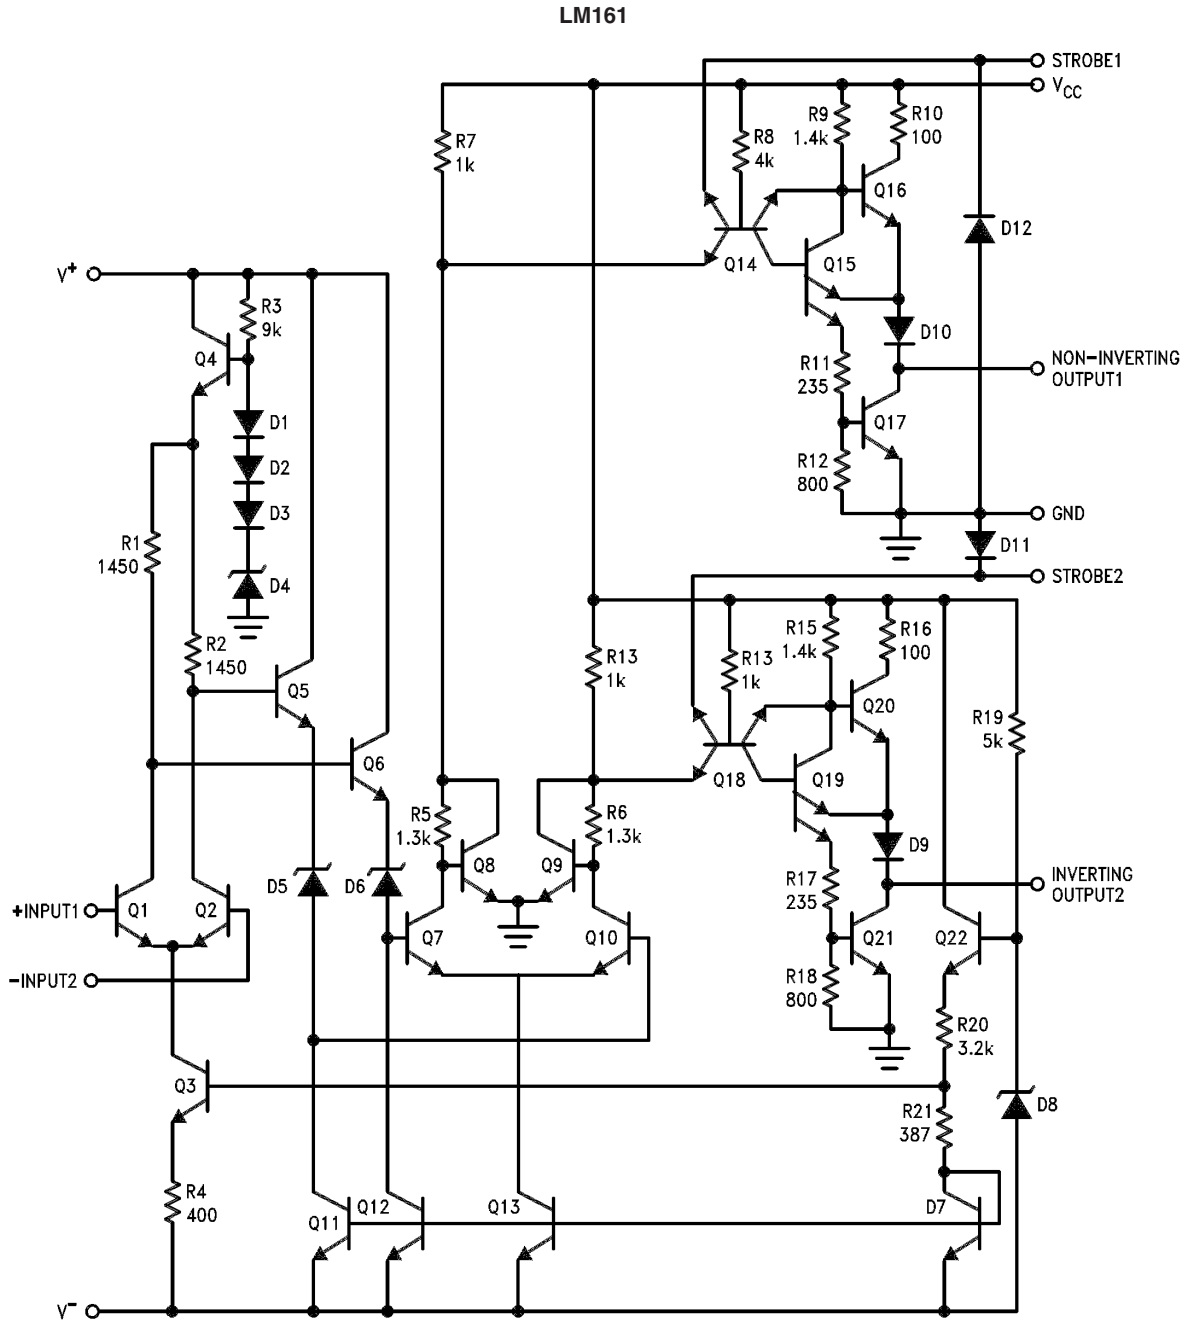 LM161
STROBE1
VCC
R7
1k
R8
4k
R9
1.4k
R10
100
Q16
Q14
Q15
D12
D10
V+
R3
9k
Q4
R11
235
NON-INVERTING
OUTPUT1
D1
Q17
D2
R12
800
D3
GND
R1
1450
D11
D4
STROBE2
R2
1450
R13
1k
R13
1k
R15
1.4k
R16
100
Q5
Q20
R19
5k
Q6
Q18
Q19
R5
1.3k
R6
1.3k
Q8
Q9
D9
D5
D6
R17
235
INVERTING
OUTPUT2
+INPUT1
Q1
Q2
Q7
Q10
Q21
Q22
-INPUT2
R18
800
R20
3.2k
Q3
D8
R21
387
R4
400
Q11
Q12
Q13
D7
V-